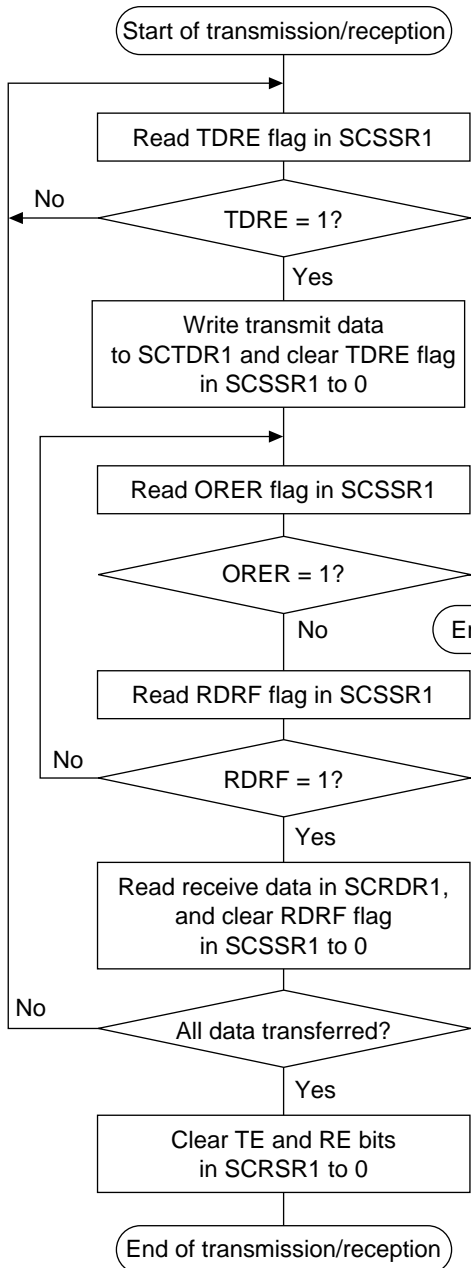 Start of transmission/reception
Read TDRE flag in SCSSR1
No
TDRE = 1?
Yes
Write transmit data
to SCTDR1 and clear TDRE flag
in SCSSR1 to 0
Read ORER flag in SCSSR1
ORER = 1?
No
Read RDRF flag in SCSSR1
No
RDRF = 1?
Yes
Read receive data in SCRDR1,
and clear RDRF flag
in SCSSR1 to 0
No
All data transferred?
Yes
Clear TE and RE bits
in SCRSR1 to 0
End of transmission/reception